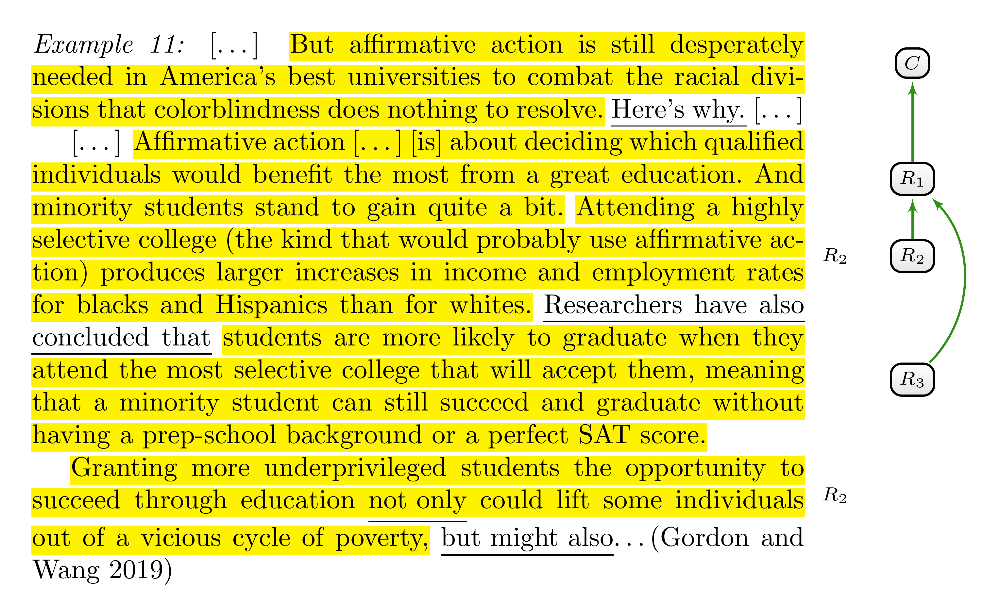 Example 11: [...] But affirmative action is still desperately
needed in America's best universities to combat the racial divi-
sions that colorblindness does nothing to resolve. Here's why. [...]
[...] Affirmative action [...] [is] about deciding which qualified
individuals would benefit the most from a great education. And
minority students stand to gain quite a bit. Attending a highly
selective college (the kind that would probably use affirmative ac-
tion) produces larger increases in income and employment rates
for blacks and Hispanics than for whites. Researchers have also
concluded that students are more likely to graduate when they
attend the most selective college that will accept them, meaning
that a minority student can still succeed and graduate without
having a prep-school background or a perfect SAT score.
Granting more underprivileged students the opportunity to
succeed through education not only could lift some individuals
out of a vicious cycle of poverty, but might also...(Gordon and
Wang 2019)
R2
R2
C
R1
R2
R3